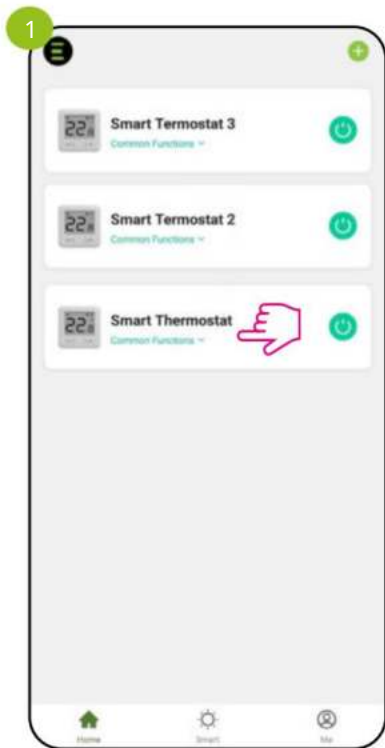 1
Smart Termostat 3
Common Functions
Smart Termostat 2
Common Functions
Smart Thermostat
Common Functions
Home
Smart
Me